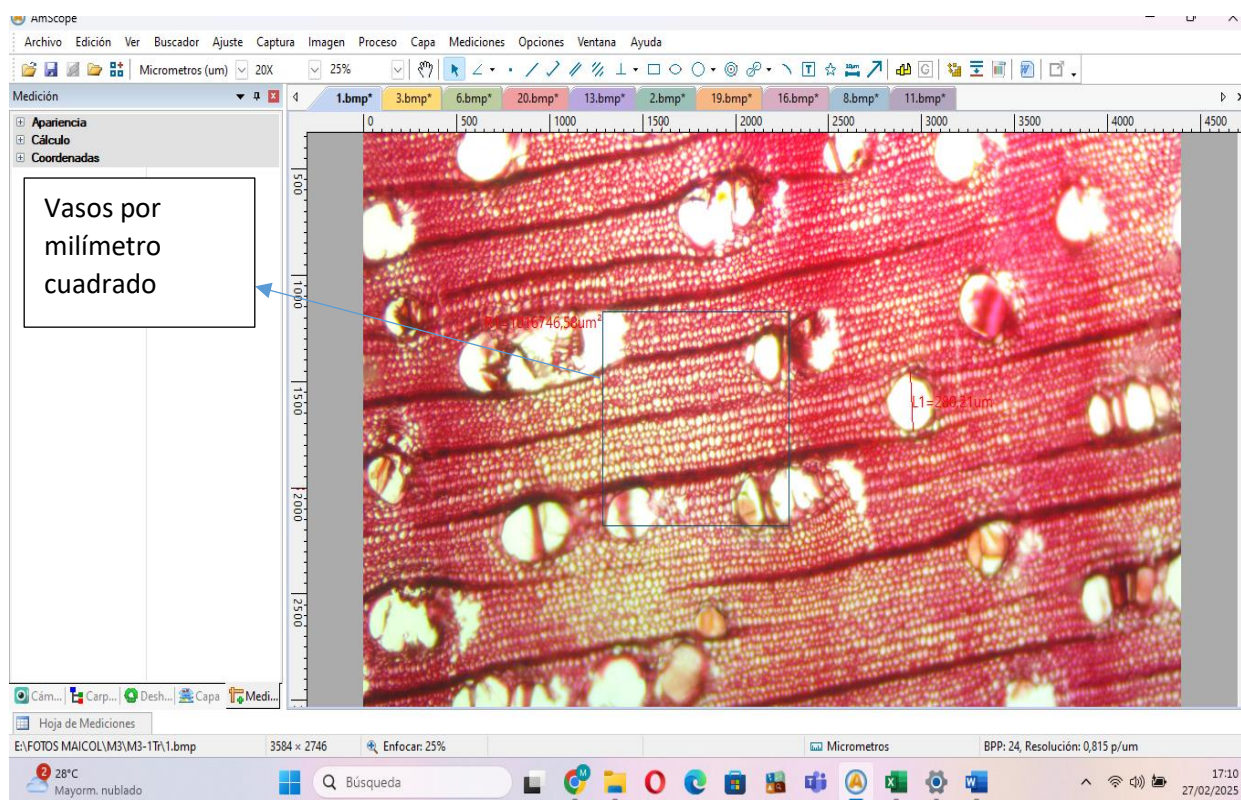 AmScope
Archivo Edición Ver Buscador Ajuste Captura Imagen Proceso Capa Mediciones Opciones Ventana Ayuda
Micrometros (um) 20X 25%
Medición
1.bmp* 3.bmp* 6.bmp* 20.bmp* 13.bmp* 2.bmp* 19.bmp* 16.bmp* 8.bmp* 11.bmp*
Apariencia
Cálculo
Coordenadas
0 500 1000 1500 2000 2500 3000 3500 4000 4500
500
1000
1500
2000
2500
Vasos por
milímetro
cuadrado
L1=280,21um
Cám... Carp... Desh... Capa Medi...
Hoja de Mediciones
E:\FOTOS MAICOL\M3\M3-1Tr\1.bmp 3584 × 2746 Enfocar: 25% Micrometros BPP: 24, Resolución: 0,815 p/um
2
28°C
Mayorm. nublado
Búsqueda
17:10
27/02/2025